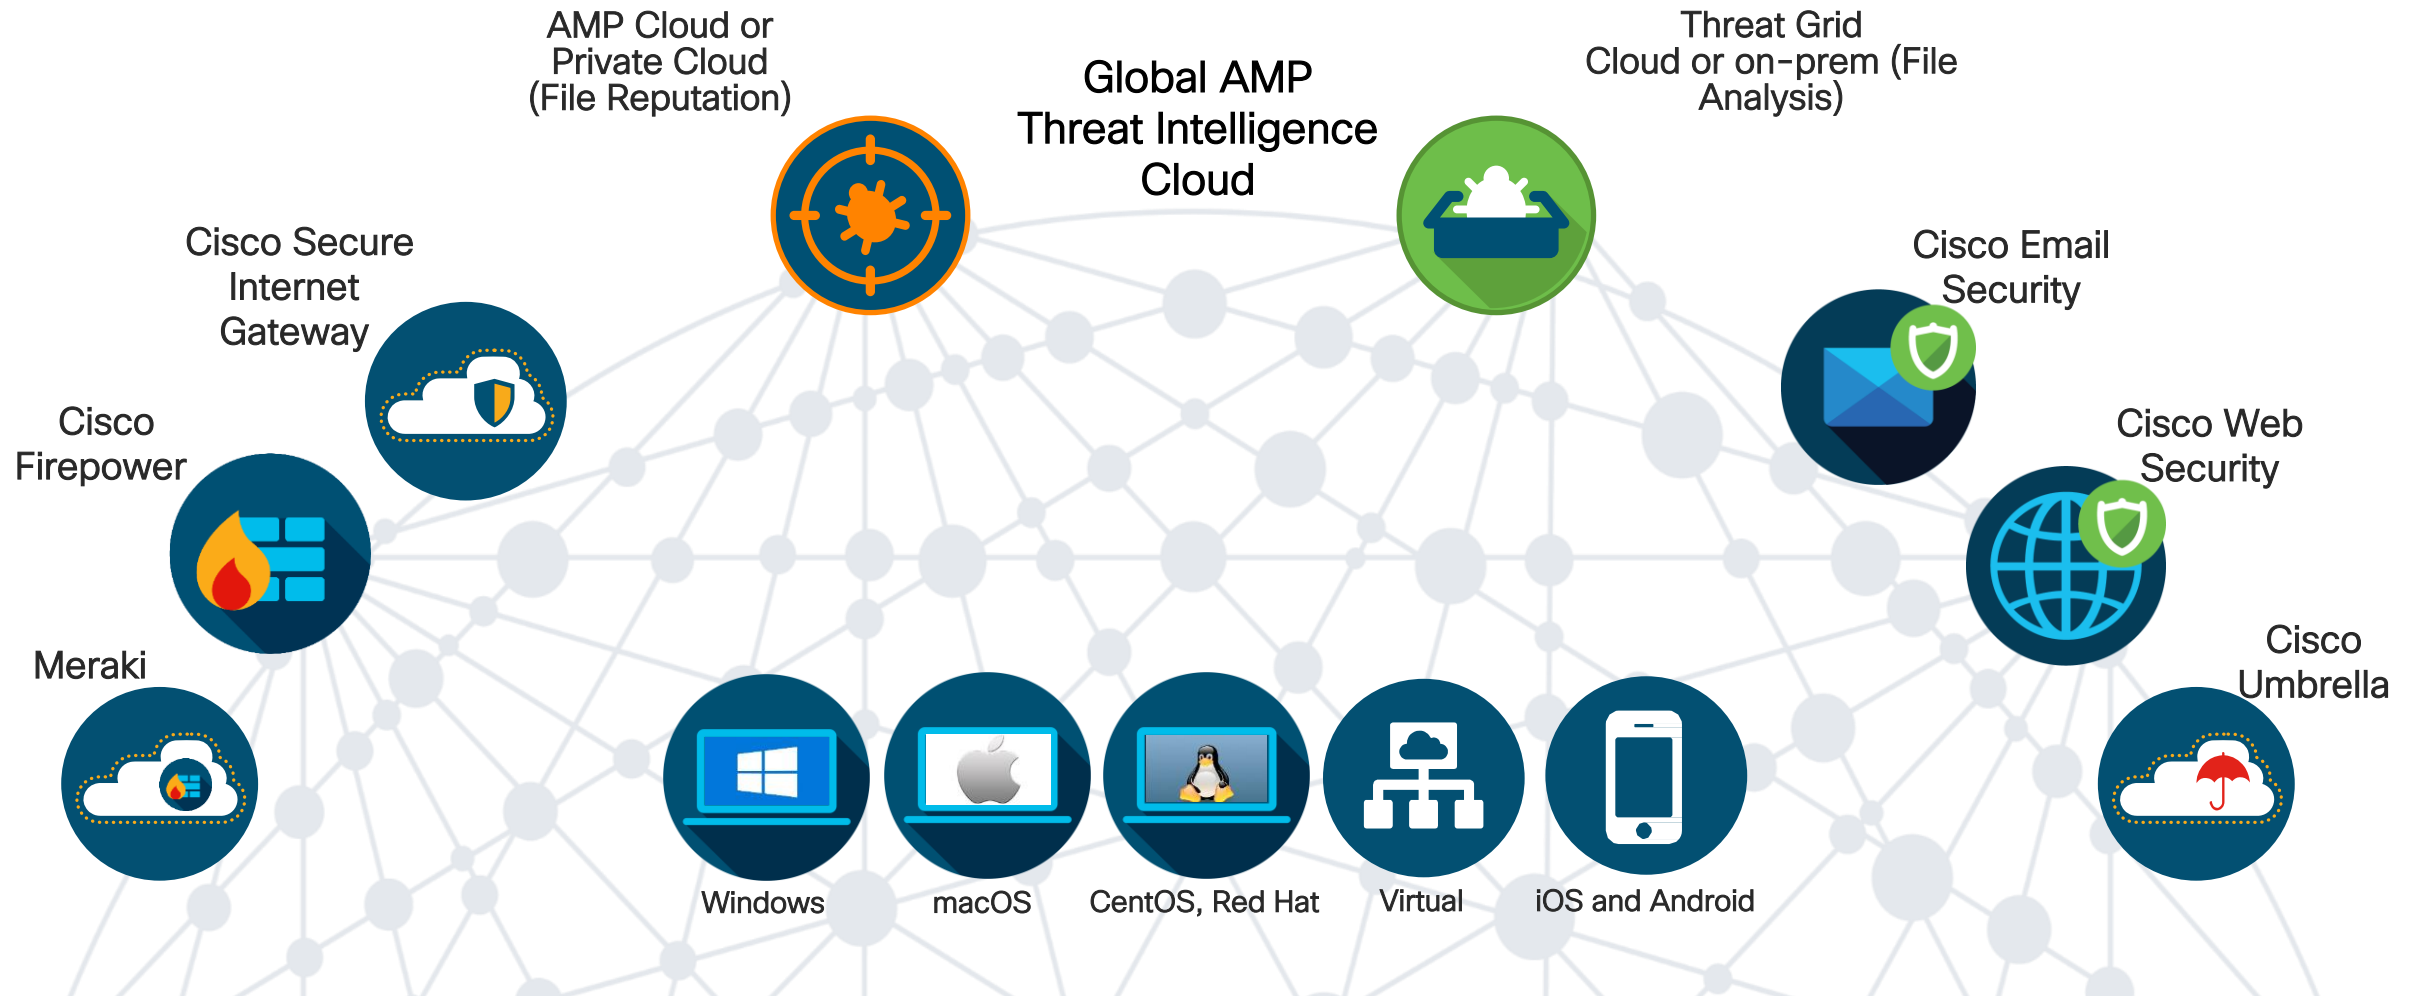 AMP Cloud or
Private Cloud
(File Reputation)
Global AMP
Threat Intelligence
Cloud
Threat Grid
Cloud or on-prem (File
Analysis)
Cisco Secure
Internet
Gateway
Cisco Email
Security
Cisco
Firepower
Cisco Web
Security
Meraki
Cisco
Umbrella
Windows
macOS
CentOS, Red Hat
Virtual
iOS and Android